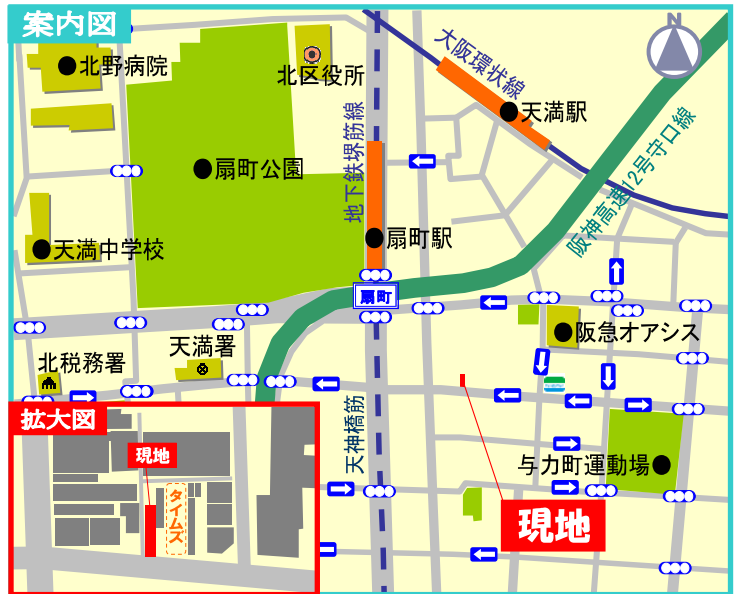 案内図
N
北野病院
北区役所
大阪環状線
天満駅
地下鉄堺筋線
扇町公園
阪神高速12号守口線
天満中学校
扇町駅
扇町
阪急オアシス
天満署
北税務署
拡大図
現地
タイムズ
天神橋筋
与力町運動場
現地